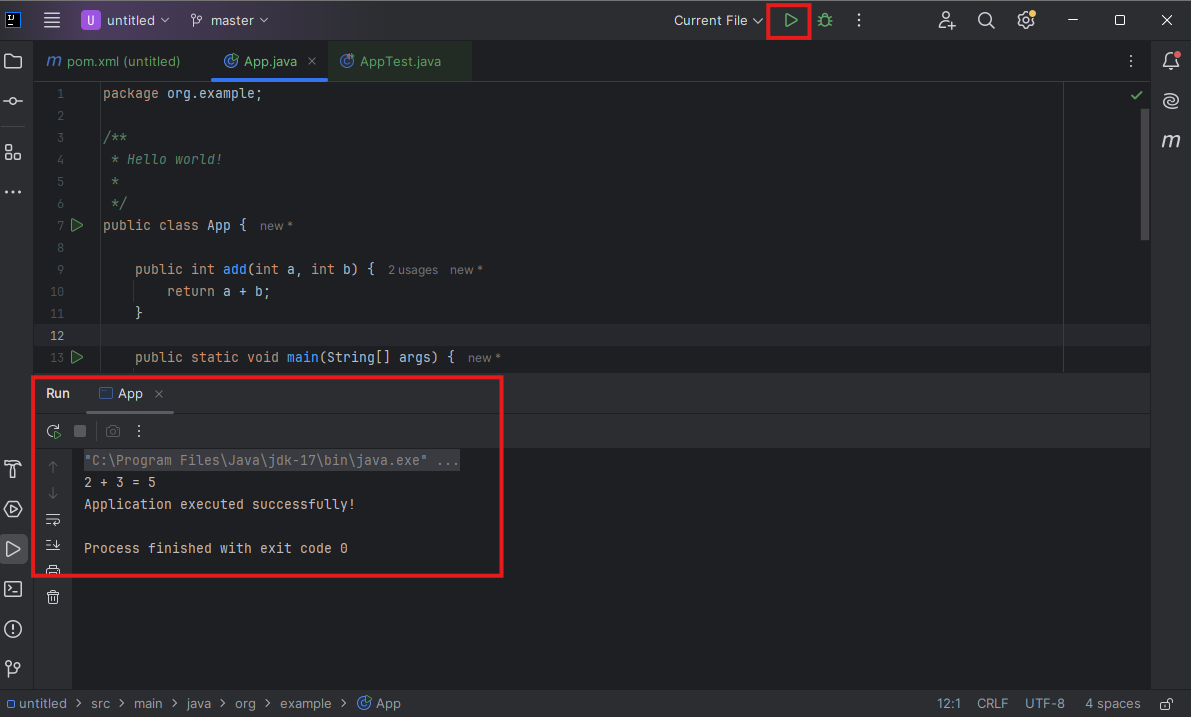 U untitled master Current File
pom.xml (untitled) App.java AppTest.java
1 package org.example;
2
3 /**
4 * Hello world!
5 *
6 */
7 public class App { new *
8
9 public int add(int a, int b) { 2 usages new *
10 return a + b;
11 }
12
13 public static void main(String[] args) { new *
Run App
"C:\Program Files\Java\jdk-17\bin\java.exe" ...
2 + 3 = 5
Application executed successfully!
Process finished with exit code 0
untitled > src > main > java > org > example > App 12:1 CRLF UTF-8 4 spaces